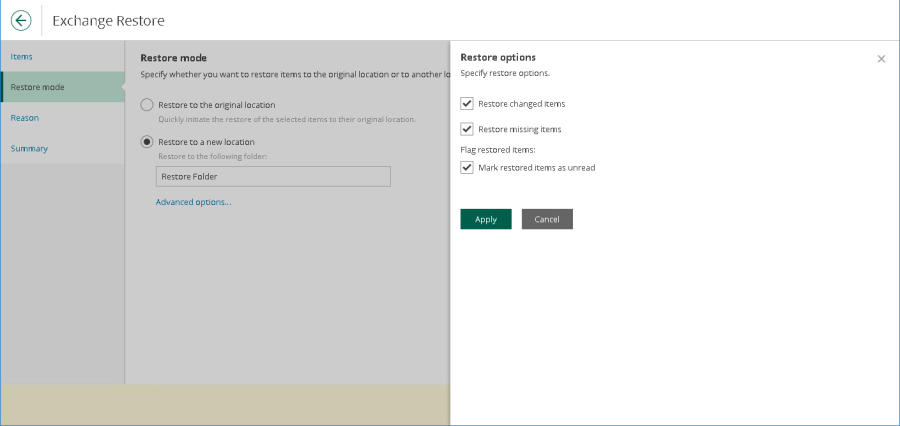 Exchange Restore
Items
Restore mode
Reason
Summary
Restore mode
Specify whether you want to restore items to the original location or to another lo
Restore to the original location
Quickly initiate the restore of the selected items to their original location.
Restore to a new location
Restore to the following folder:
Restore Folder
Advanced options...
Restore options
Specify restore options.
Restore changed items
Restore missing items
Flag restored items:
Mark restored items as unread
Apply
Cancel